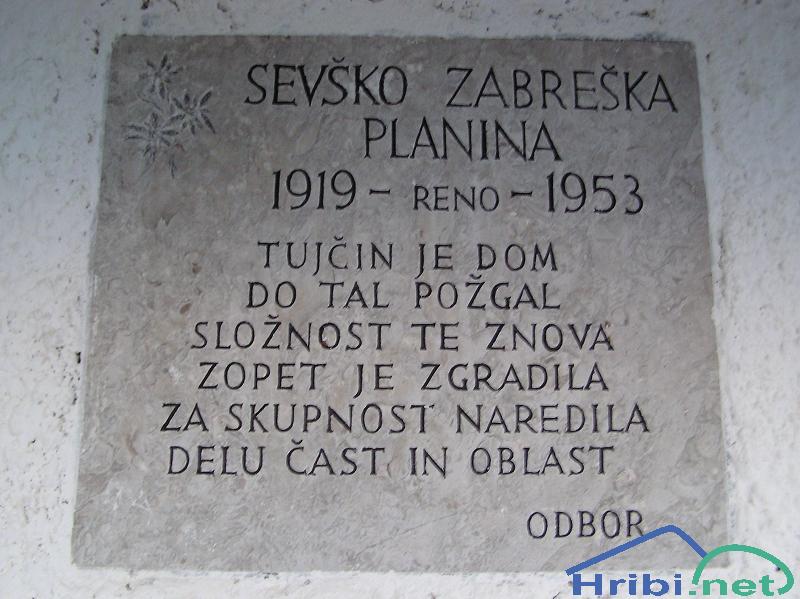 SEVŠKO ZABREŠKA
PLANINA
1919 - RENO - 1953
TUJČIN JE DOM
DO TAL POŽGAL
SLOŽNOST TE ZNOVA
ZOPET JE ZGRADILA
ZA SKUPNOST NAREDILA
DELU ČAST IN OBLAST
ODBOR
Hribi.net